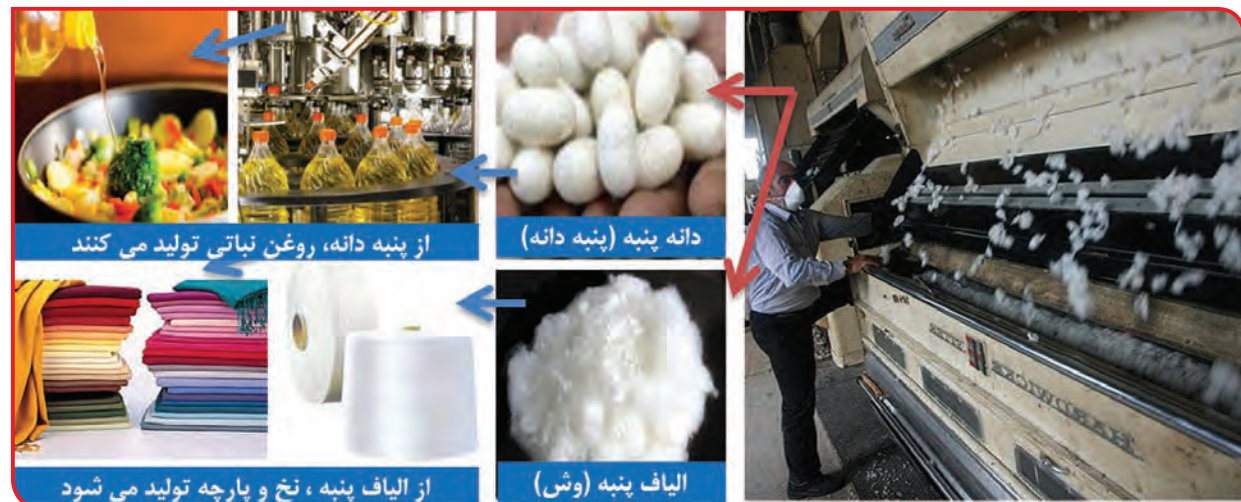 دانه پنبه (پنبه دانه)
از پنبه دانه، روغن نباتی تولید می کنند
الیاف پنبه (وش)
از الیاف پنبه ، نخ و پارچه تولید می شود